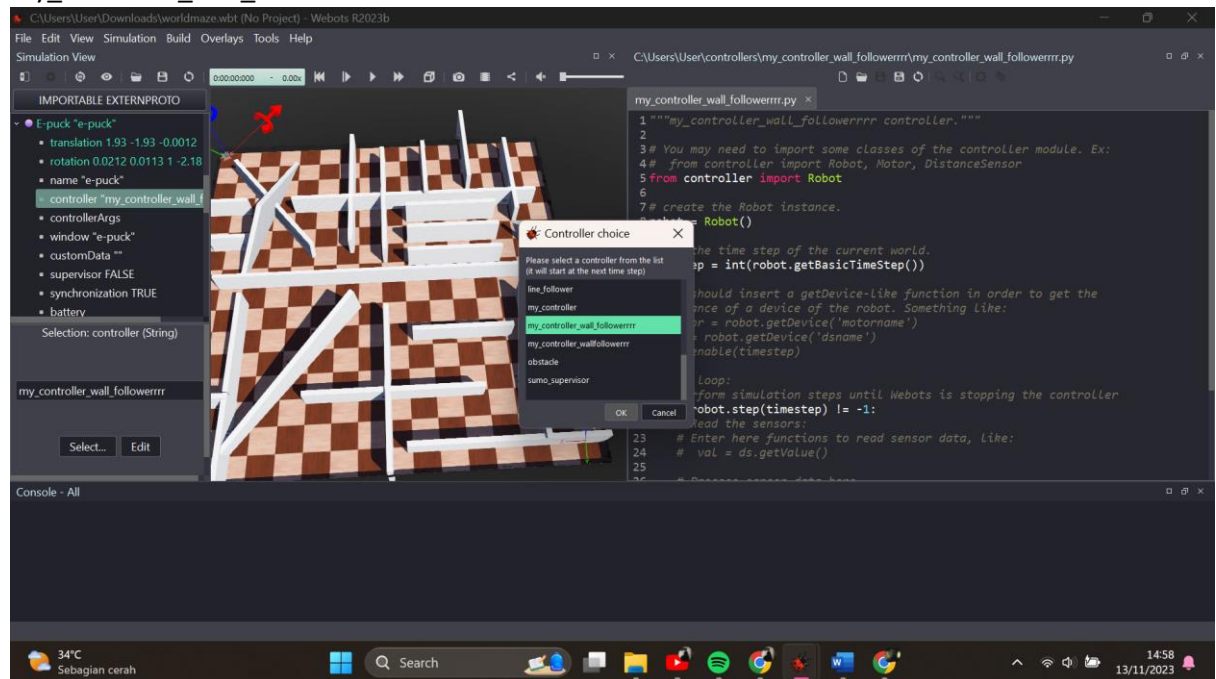 C:\Users\User\Downloads\worldmaze.wbt (No Project) - Webots R2023b
File Edit View Simulation Build Overlays Tools Help
Simulation View
C:\Users\User\controllers\my_controller_wall_followerrrr\my_controller_wall_followerrrr.py
0:00:00:000 - 0.00x
IMPORTABLE EXTERNPROTO
E-puck "e-puck"
translation 1.93 -1.93 -0.0012
rotation 0.0212 0.0113 1 -2.18
name "e-puck"
controller "my_controller_wall_f
controllerArgs
window "e-puck"
customData ""
supervisor FALSE
synchronization TRUE
battery
Selection: controller (String)
my_controller_wall_followerrrr
Select... Edit
Controller choice
Please select a controller from the list
(it will start at the next time step)
line_follower
my_controller
my_controller_wall_followerrrr
my_controller_wallfollowerrr
obstacle
sumo_supervisor
OK Cancel
my_controller_wall_followerrrr.py ×
1 """my_controller_wall_followerrrr controller."""
2
3 # You may need to import some classes of the controller module. Ex:
4 #  from controller import Robot, Motor, DistanceSensor
5 from controller import Robot
6
7 # create the Robot instance.
= Robot()
the time step of the current world.
ep = int(robot.getBasicTimeStep())
should insert a getDevice-like function in order to get the
nce of a device of the robot. Something like:
or = robot.getDevice('motorname')
= robot.getDevice('dsname')
enable(timestep)
loop:
rform simulation steps until Webots is stopping the controller
robot.step(timestep) != -1:
Read the sensors:
23 # Enter here functions to read sensor data, like:
24 #  val = ds.getValue()
25
Console - All
34°C
Sebagian cerah
Search
14:58
13/11/2023